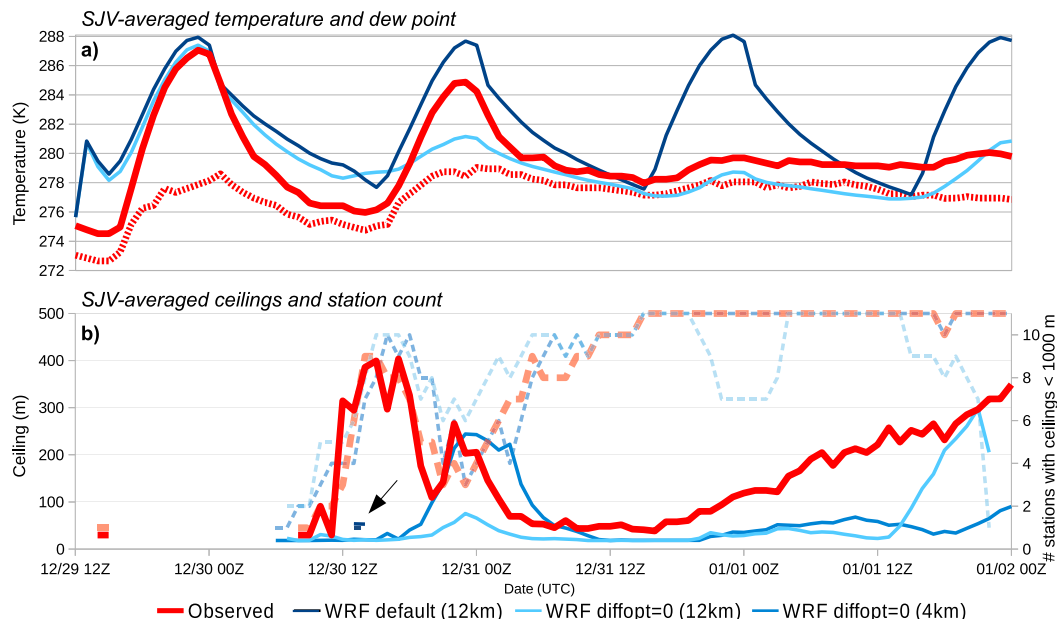 SJV-averaged temperature and dew point
a)
288
286
284
282
280
278
276
274
272
Temperature (K)
SJV-averaged ceilings and station count
b)
500
400
300
200
100
0
Ceiling (m)
10
8
6
4
2
0
# stations with ceilings < 1000 m
12/29 12Z 12/30 00Z 12/30 12Z 12/31 00Z 12/31 12Z 01/01 00Z 01/01 12Z 01/02 00Z
Date (UTC)
Observed WRF default (12km) WRF diffopt=0 (12km) WRF diffopt=0 (4km)